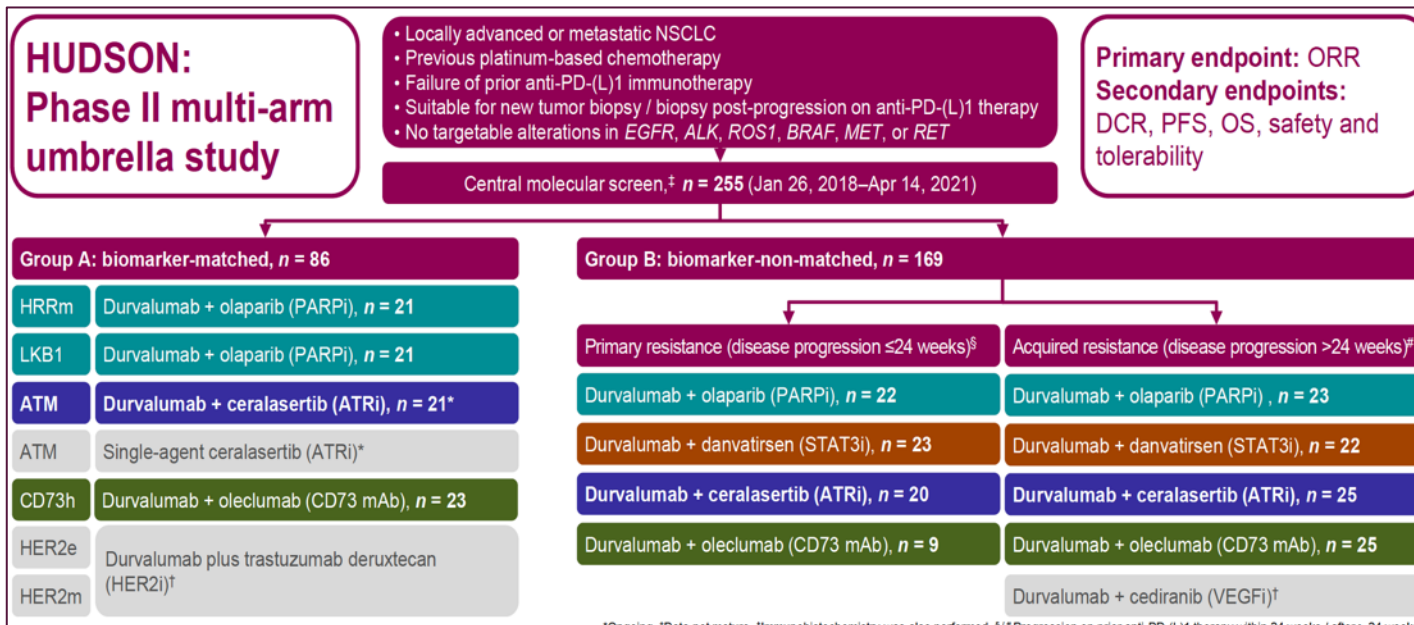 HUDSON:
Phase II multi-arm
umbrella study
• Locally advanced or metastatic NSCLC
• Previous platinum-based chemotherapy
• Failure of prior anti-PD-(L)1 immunotherapy
• Suitable for new tumor biopsy / biopsy post-progression on anti-PD-(L)1 therapy
• No targetable alterations in EGFR, ALK, ROS1, BRAF, MET, or RET
Primary endpoint: ORR
Secondary endpoints:
DCR, PFS, OS, safety and
tolerability
Central molecular screen,‡ n = 255 (Jan 26, 2018–Apr 14, 2021)
Group A: biomarker-matched, n = 86
HRRm Durvalumab + olaparib (PARPi), n = 21
LKB1 Durvalumab + olaparib (PARPi), n = 21
ATM Durvalumab + ceralasertib (ATRi), n = 21*
ATM Single-agent ceralasertib (ATRi)*
CD73h Durvalumab + oleclumab (CD73 mAb), n = 23
HER2e
HER2m
Durvalumab plus trastuzumab deruxtecan
(HER2i)†
Group B: biomarker-non-matched, n = 169
Primary resistance (disease progression ≤24 weeks)§
Durvalumab + olaparib (PARPi), n = 22
Durvalumab + danvatirsen (STAT3i), n = 23
Durvalumab + ceralasertib (ATRi), n = 20
Durvalumab + oleclumab (CD73 mAb), n = 9
Acquired resistance (disease progression >24 weeks)#
Durvalumab + olaparib (PARPi) , n = 23
Durvalumab + danvatirsen (STAT3i), n = 22
Durvalumab + ceralasertib (ATRi), n = 25
Durvalumab + oleclumab (CD73 mAb), n = 25
Durvalumab + cediranib (VEGFi)†